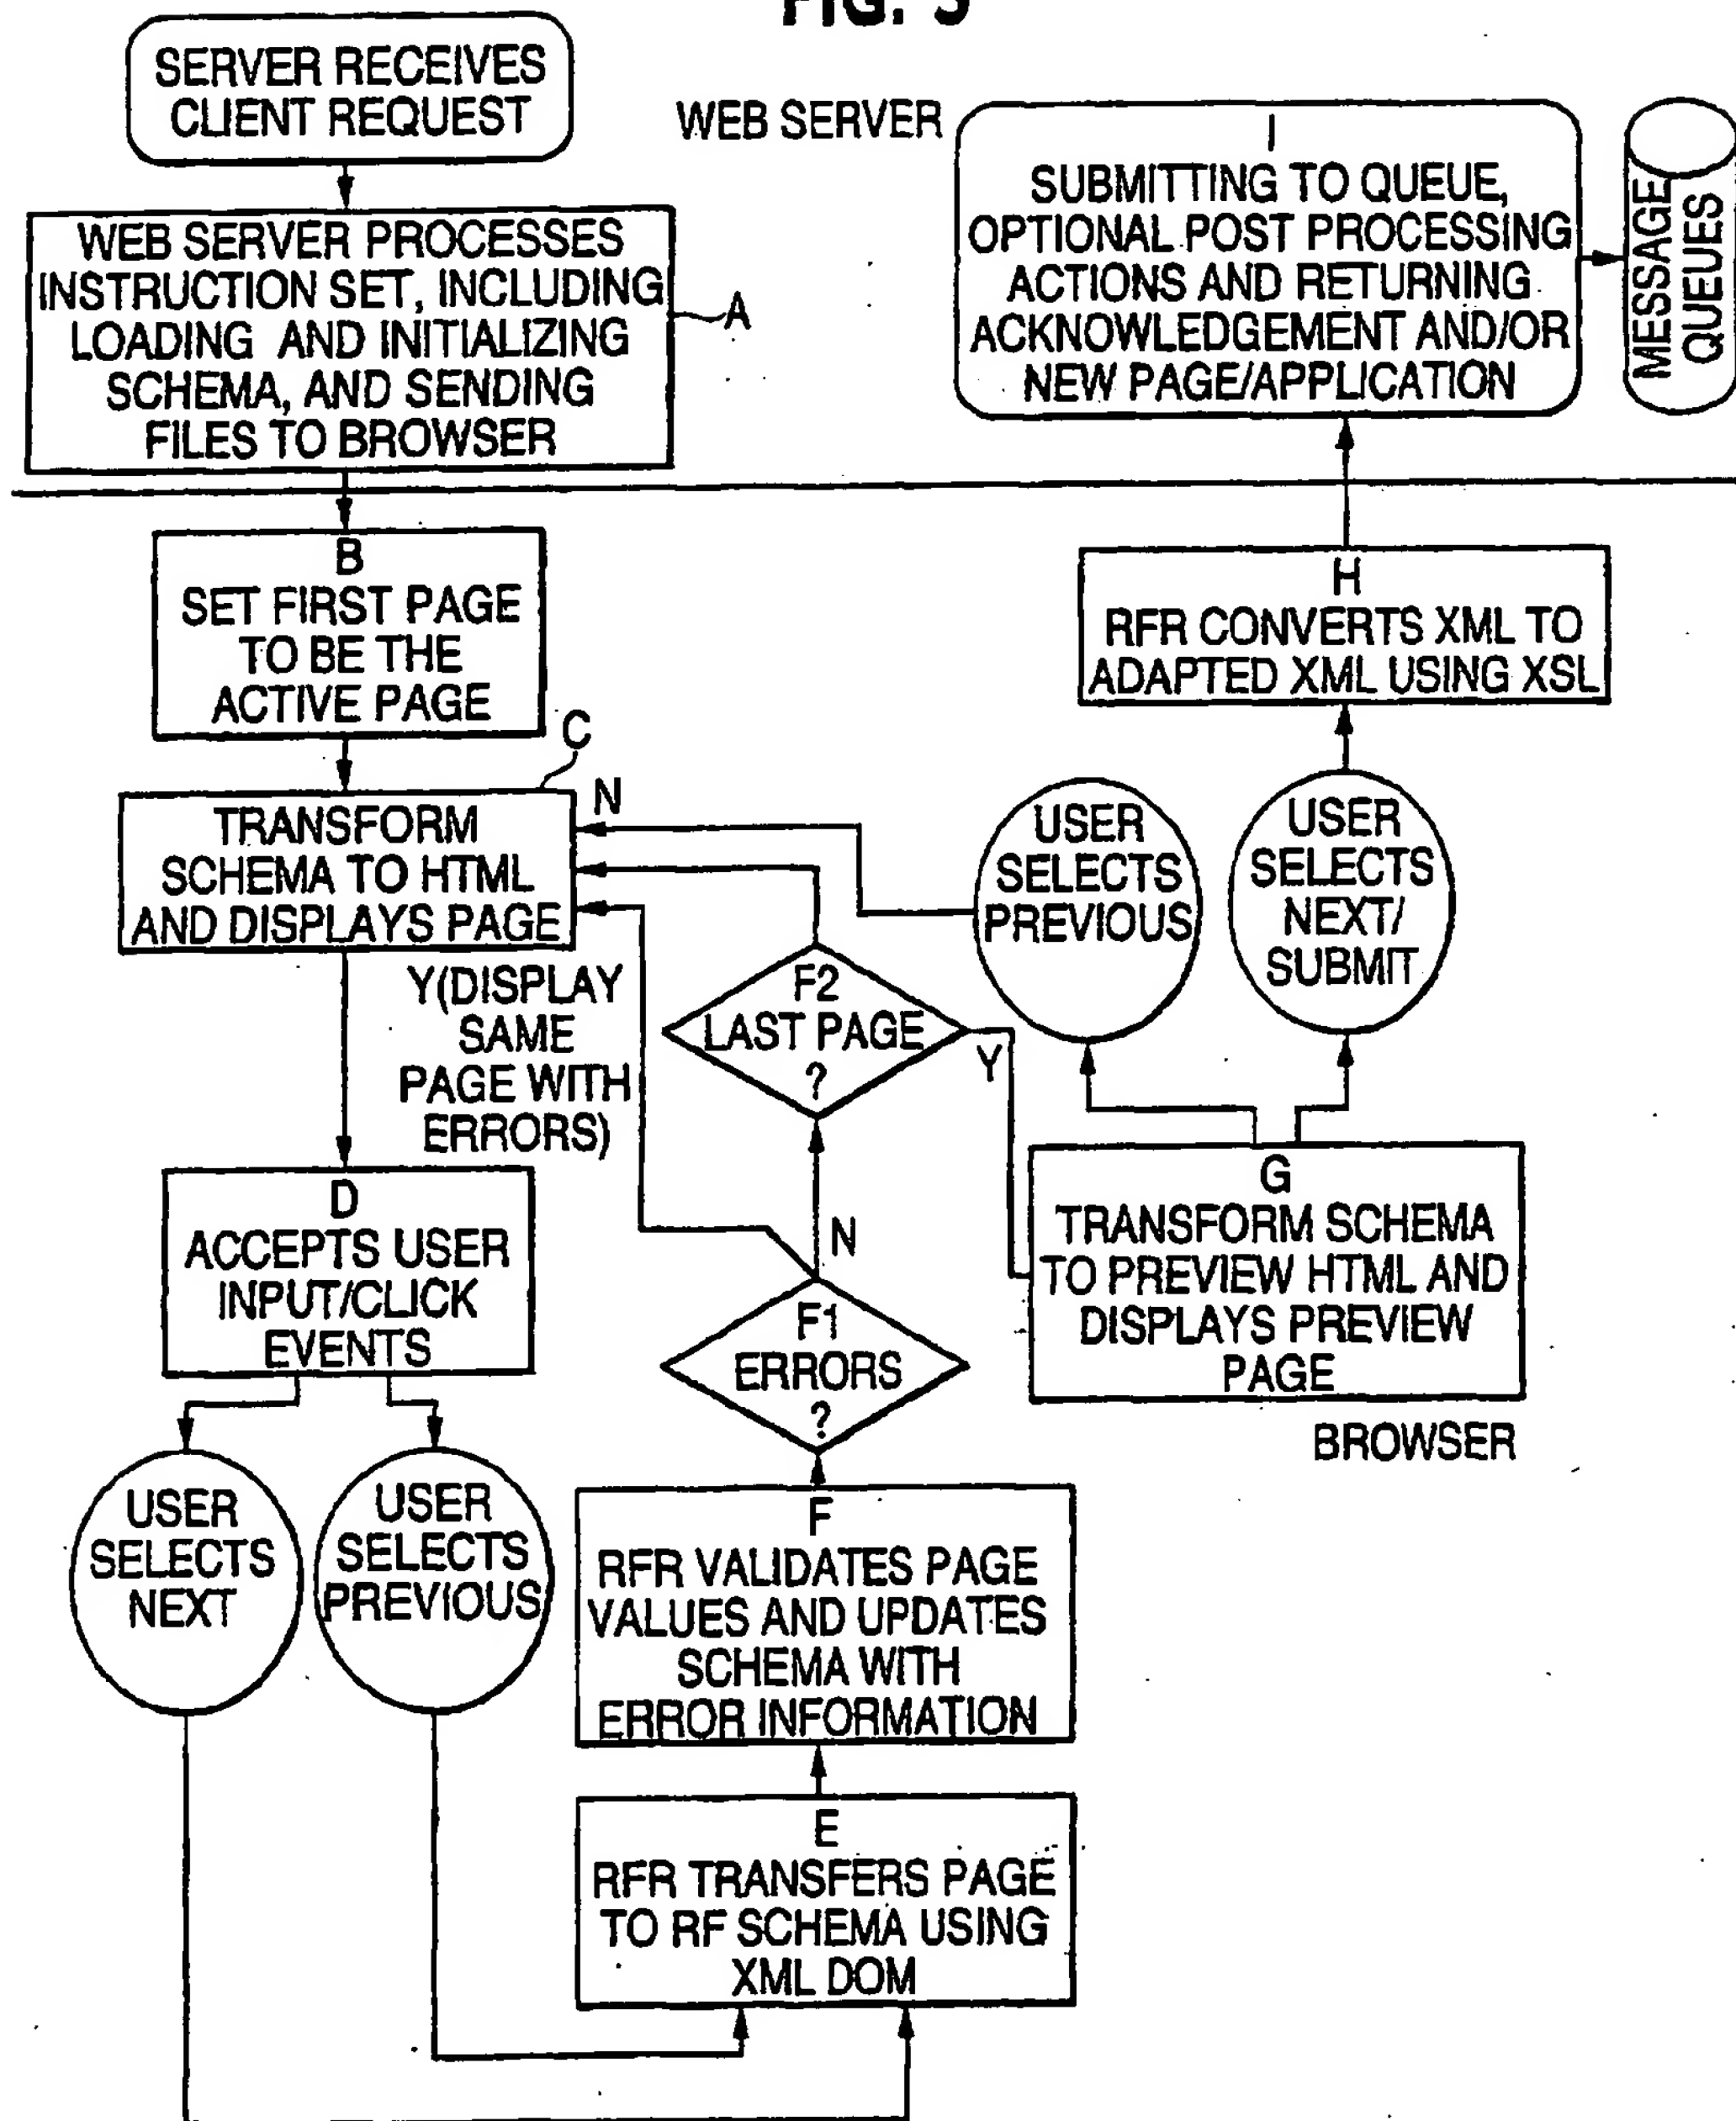 FIG. 3
SERVER RECEIVES
CLIENT REQUEST
WEB SERVER
I
SUBMITTING TO QUEUE,
OPTIONAL POST PROCESSING
ACTIONS AND RETURNING
ACKNOWLEDGEMENT AND/OR
NEW PAGE/APPLICATION
MESSAGE
QUEUES
WEB SERVER PROCESSES
INSTRUCTION SET, INCLUDING
LOADING AND INITIALIZING
SCHEMA, AND SENDING
FILES TO BROWSER
A
B
SET FIRST PAGE
TO BE THE
ACTIVE PAGE
H
RFR CONVERTS XML TO
ADAPTED XML USING XSL
C
N
TRANSFORM
SCHEMA TO HTML
AND DISPLAYS PAGE
USER
SELECTS
PREVIOUS
USER
SELECTS
NEXT/
SUBMIT
Y(DISPLAY
SAME
PAGE WITH
ERRORS)
F2
LAST PAGE
?
Y
D
ACCEPTS USER
INPUT/CLICK
EVENTS
N
F1
ERRORS
?
G
TRANSFORM SCHEMA
TO PREVIEW HTML AND
DISPLAYS PREVIEW
PAGE
BROWSER
USER
SELECTS
NEXT
USER
SELECTS
PREVIOUS
F
RFR VALIDATES PAGE
VALUES AND UPDATES
SCHEMA WITH
ERROR INFORMATION
E
RFR TRANSFERS PAGE
TO RF SCHEMA USING
XML DOM